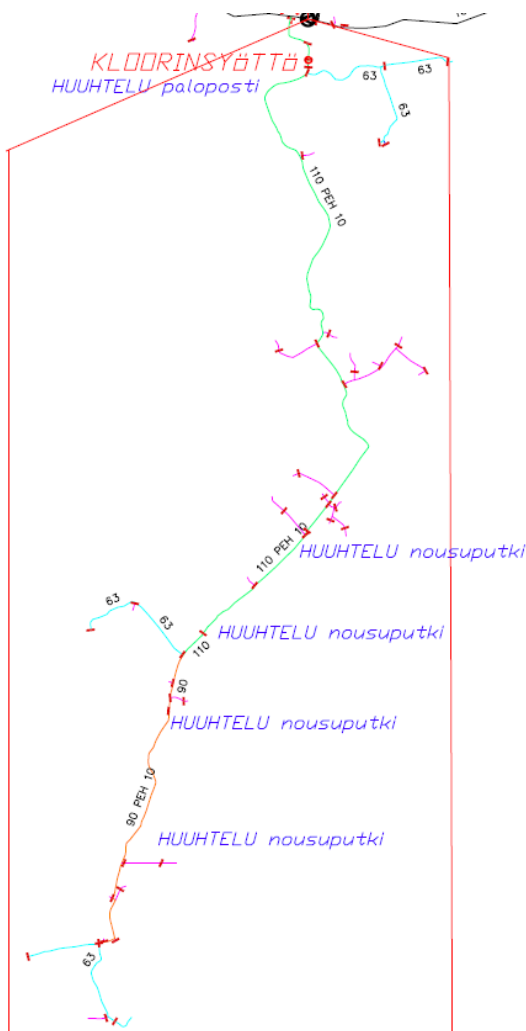 KLOORINSYÖTTÖ
HUUHTELU paloposti
63
63
63
110 PEH 10
HUUHTELU nousuputki
110 PEH 10
63
63
HUUHTELU nousuputki
110
90
HUUHTELU nousuputki
90 PEH 10
HUUHTELU nousuputki
63